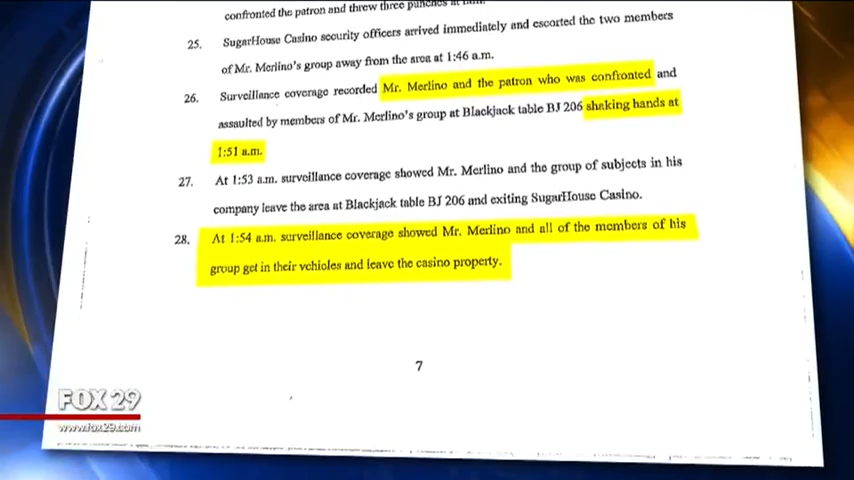 confronted the patron and threw three punches at him.
25. SugarHouse Casino security officers arrived immediately and escorted the two members
of Mr. Merlino's group away from the area at 1:46 a.m.
26. Surveillance coverage recorded Mr. Merlino and the patron who was confronted and
assaulted by members of Mr. Merlino's group at Blackjack table BJ 206 shaking hands at
1:51 a.m.
27. At 1:53 a.m. surveillance coverage showed Mr. Merlino and the group of subjects in his
company leave the area at Blackjack table BJ 206 and exiting SugarHouse Casino.
28. At 1:54 a.m. surveillance coverage showed Mr. Merlino and all of the members of his
group get in their vehicles and leave the casino property.
7
FOX 29
www.fox29.com